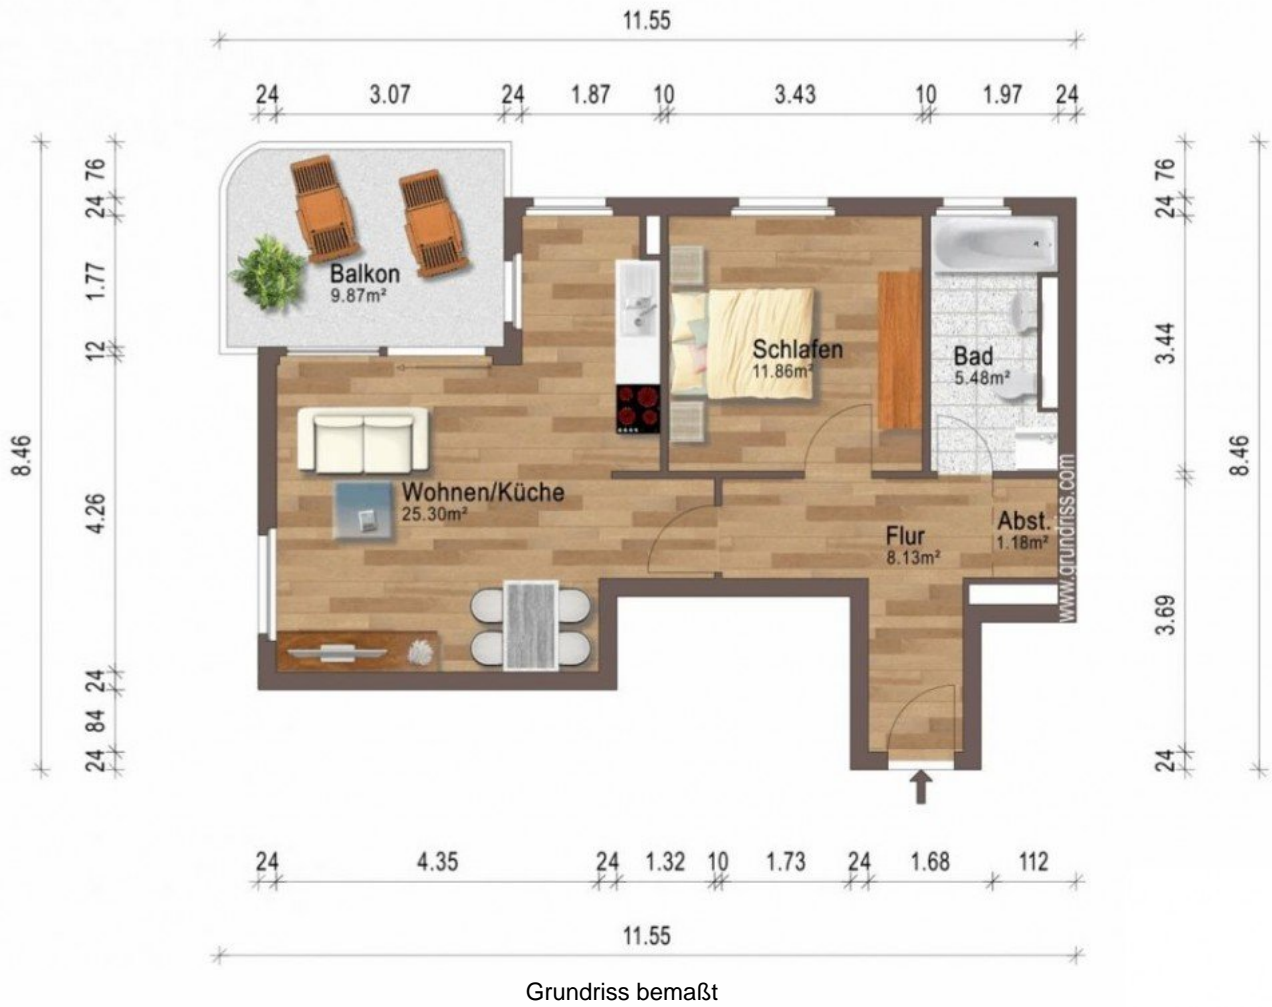 11.55
24 3.07 24 1.87 10 3.43 10 1.97 24
8.46
76
24
1.77
12
4.26
24
84
24
Balkon
9.87m²
Wohnen/Küche
25.30m²
Schlafen
11.86m²
Bad
5.48m²
Flur
8.13m²
Abst.
1.18m²
www.grundriss.com
76
24
3.44
3.69
24
8.46
24 4.35 24 1.32 10 1.73 24 1.68 112
11.55
Grundriss bemaßt